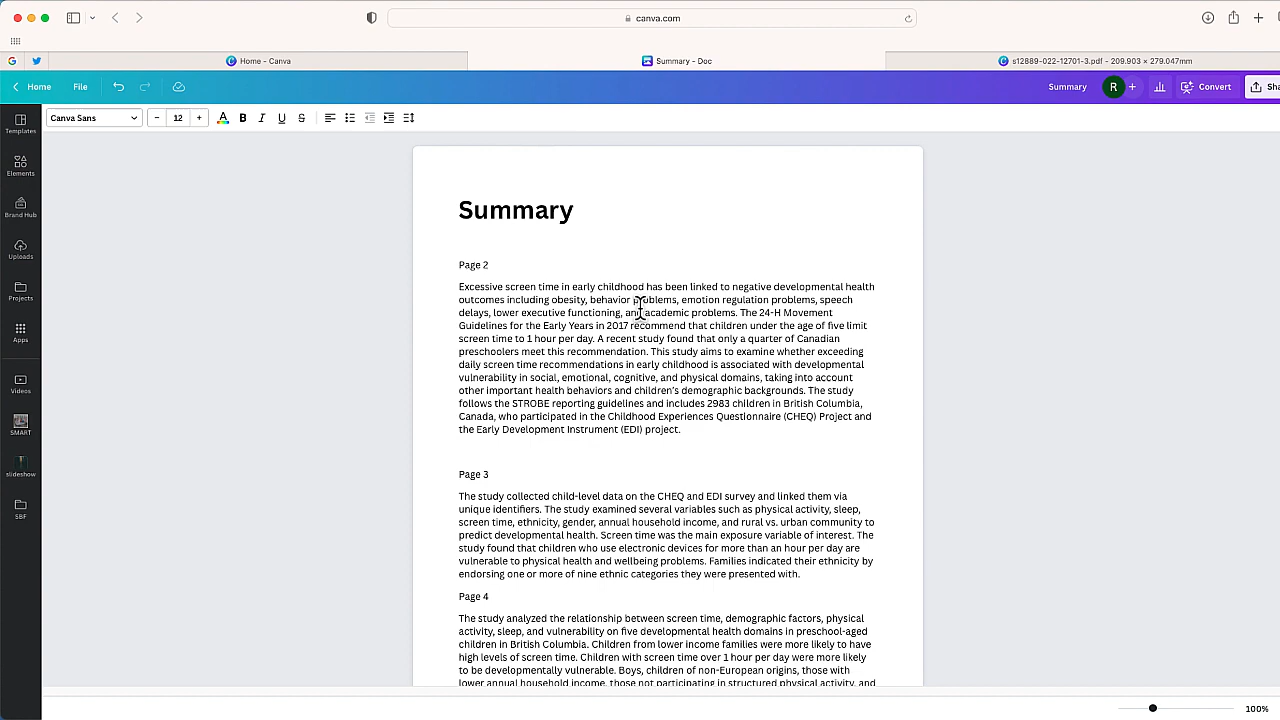 canva.com
Home - Canva
Summary - Doc
s12889-022-12701-3.pdf - 209.903 × 279.047mm
Home
File
Summary
R
Convert
Sha
Canva Sans
12
A
B
I
U
S
Templates
Elements
Brand Hub
Uploads
Projects
Apps
Videos
SMART
slideshow
SBF
Summary
Page 2
Excessive screen time in early childhood has been linked to negative developmental health
outcomes including obesity, behavior problems, emotion regulation problems, speech
delays, lower executive functioning, and academic problems. The 24-H Movement
Guidelines for the Early Years in 2017 recommend that children under the age of five limit
screen time to 1 hour per day. A recent study found that only a quarter of Canadian
preschoolers meet this recommendation. This study aims to examine whether exceeding
daily screen time recommendations in early childhood is associated with developmental
vulnerability in social, emotional, cognitive, and physical domains, taking into account
other important health behaviors and children's demographic backgrounds. The study
follows the STROBE reporting guidelines and includes 2983 children in British Columbia,
Canada, who participated in the Childhood Experiences Questionnaire (CHEQ) Project and
the Early Development Instrument (EDI) project.
Page 3
The study collected child-level data on the CHEQ and EDI survey and linked them via
unique identifiers. The study examined several variables such as physical activity, sleep,
screen time, ethnicity, gender, annual household income, and rural vs. urban community to
predict developmental health. Screen time was the main exposure variable of interest. The
study found that children who use electronic devices for more than an hour per day are
vulnerable to physical health and wellbeing problems. Families indicated their ethnicity by
endorsing one or more of nine ethnic categories they were presented with.
Page 4
The study analyzed the relationship between screen time, demographic factors, physical
activity, sleep, and vulnerability on five developmental health domains in preschool-aged
children in British Columbia. Children from lower income families were more likely to have
high levels of screen time. Children with screen time over 1 hour per day were more likely
to be developmentally vulnerable. Boys, children of non-European origins, those with
lower annual household income, those not participating in structured physical activity, and
100%